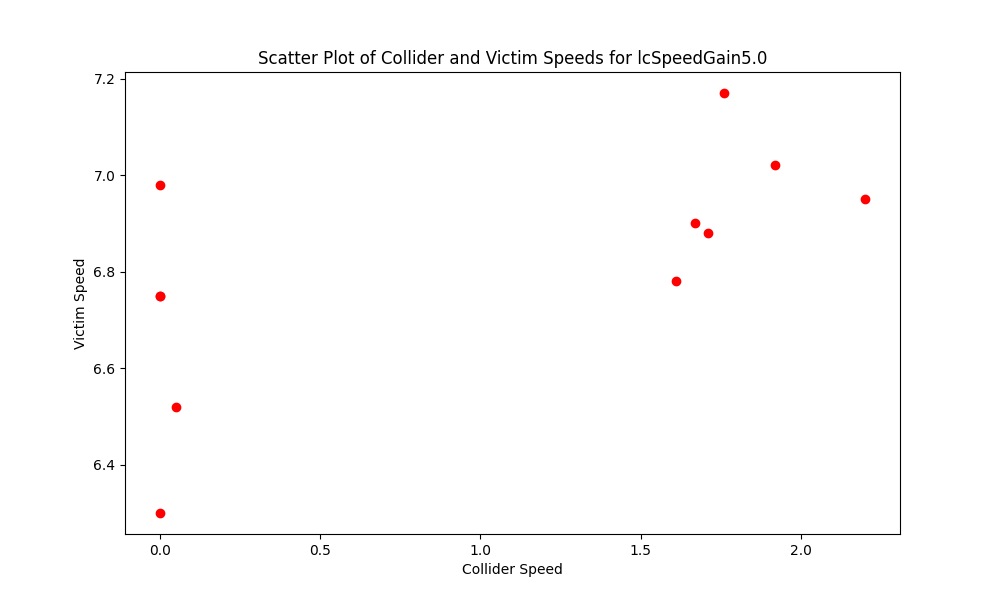 Scatter Plot of Collider and Victim Speeds for lcSpeedGain5.0
Victim Speed
7.2
7.0
6.8
6.6
6.4
0.0 0.5 1.0 1.5 2.0
Collider Speed